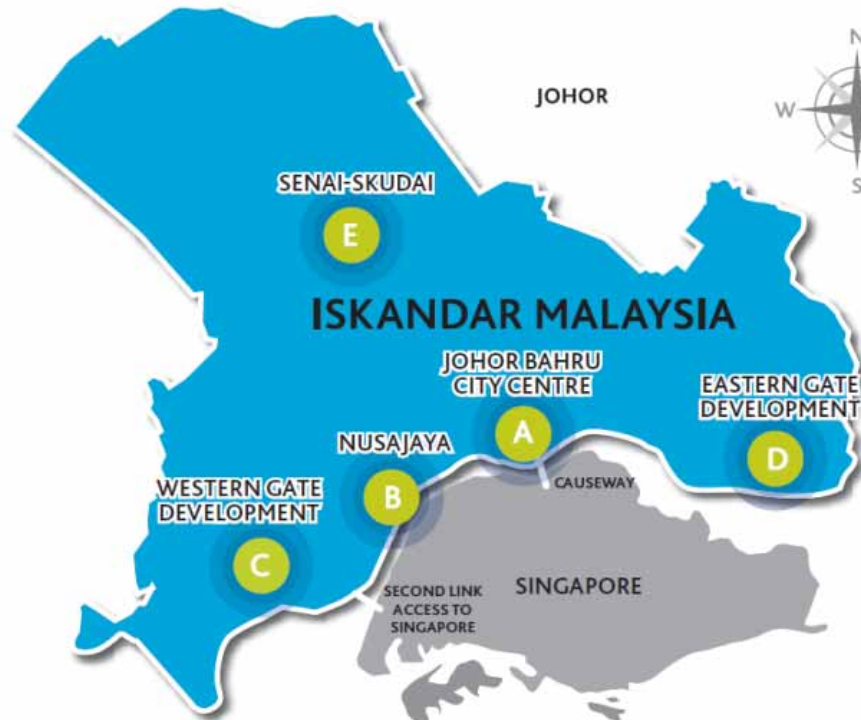 N
JOHOR
W
S
SENAI-SKUDAI
E
ISKANDAR MALAYSIA
JOHOR BAHRU
CITY CENTRE
A
EASTERN GATE
DEVELOPMENT
D
NUSAJAYA
B
CAUSEWAY
WESTERN GATE
DEVELOPMENT
C
SECOND LINK
ACCESS TO
SINGAPORE
SINGAPORE